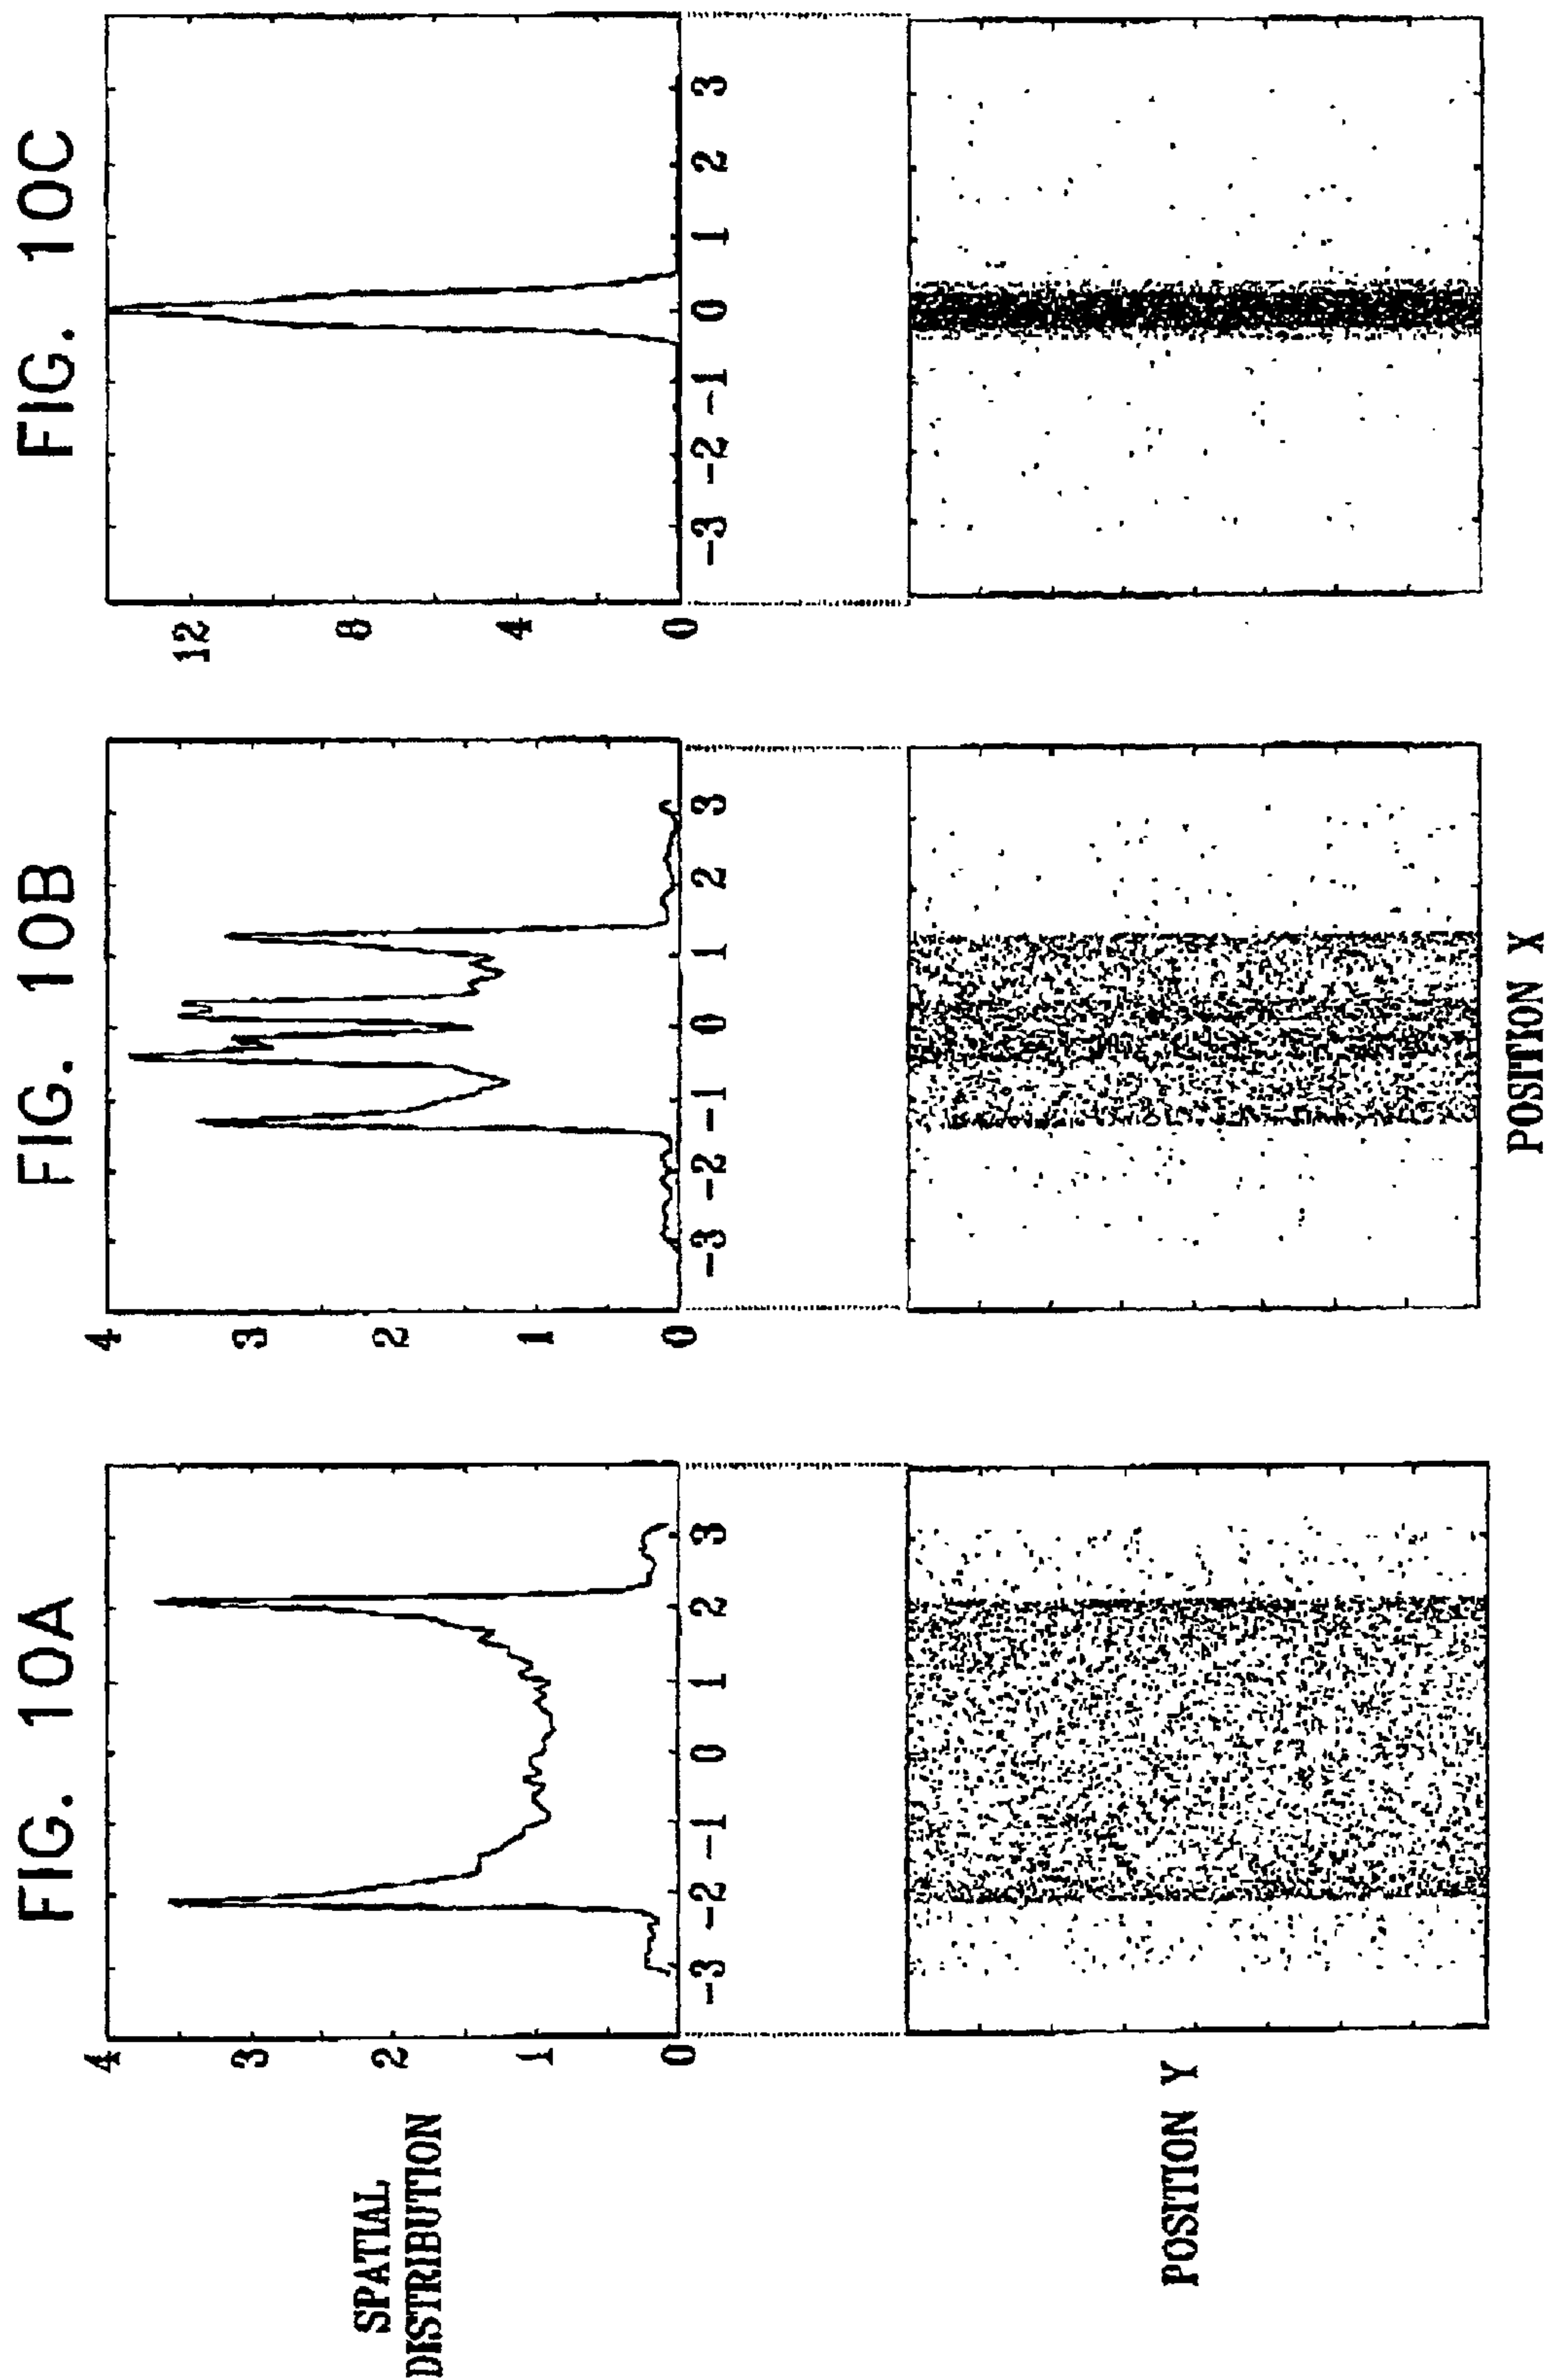 FIG. 10A
4
3
2
1
0
SPATIAL
DISTRIBUTION
-3 -2 -1 0 1 2 3
POSITION Y
FIG. 10B
4
3
2
1
0
-3 -2 -1 0 1 2 3
POSITION X
FIG. 10C
12
8
4
0
-3 -2 -1 0 1 2 3